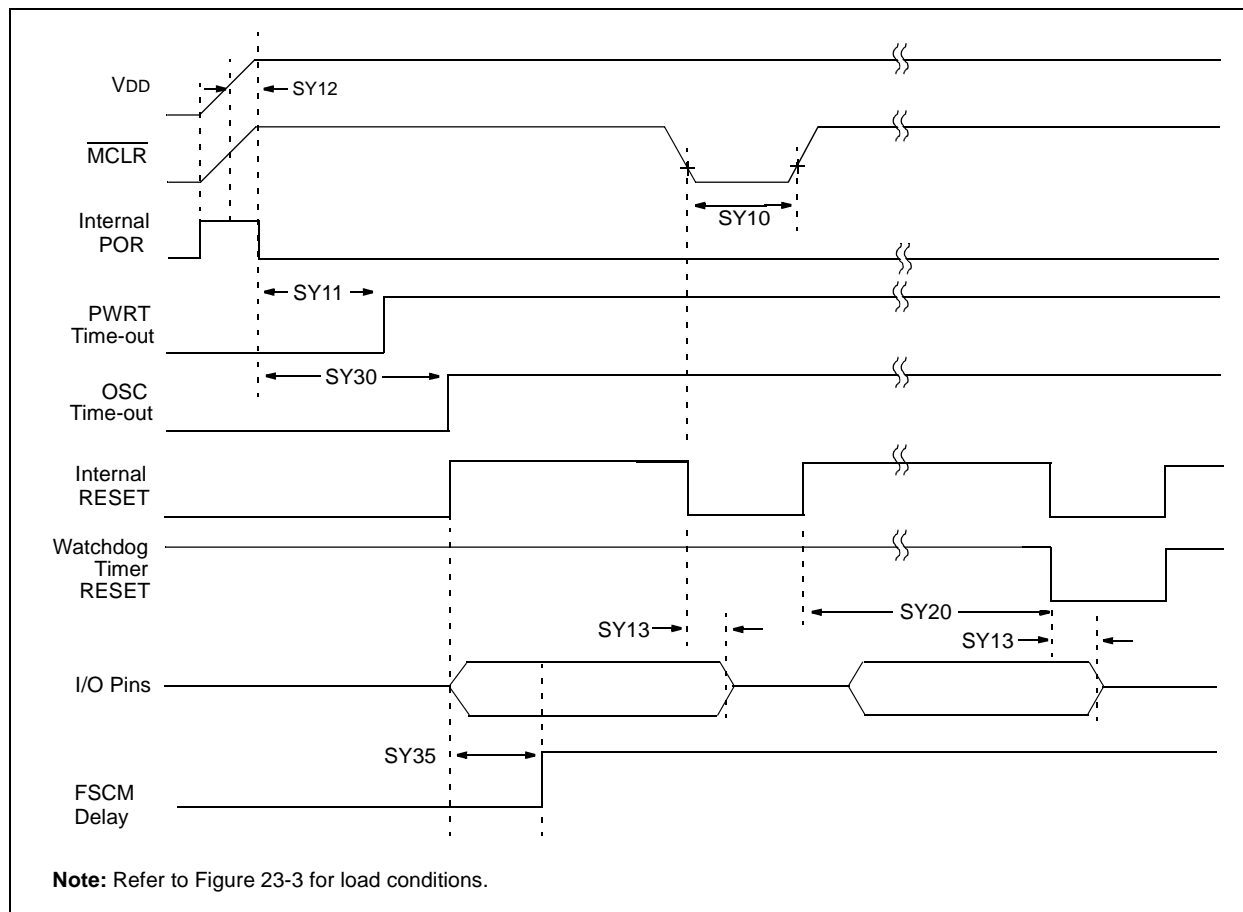 VDD
SY12
MCLR
SY10
Internal
POR
SY11
PWRT
Time-out
SY30
OSC
Time-out
Internal
RESET
Watchdog
Timer
RESET
SY20
SY13
SY13
I/O Pins
SY35
FSCM
Delay
Note: Refer to Figure 23-3 for load conditions.